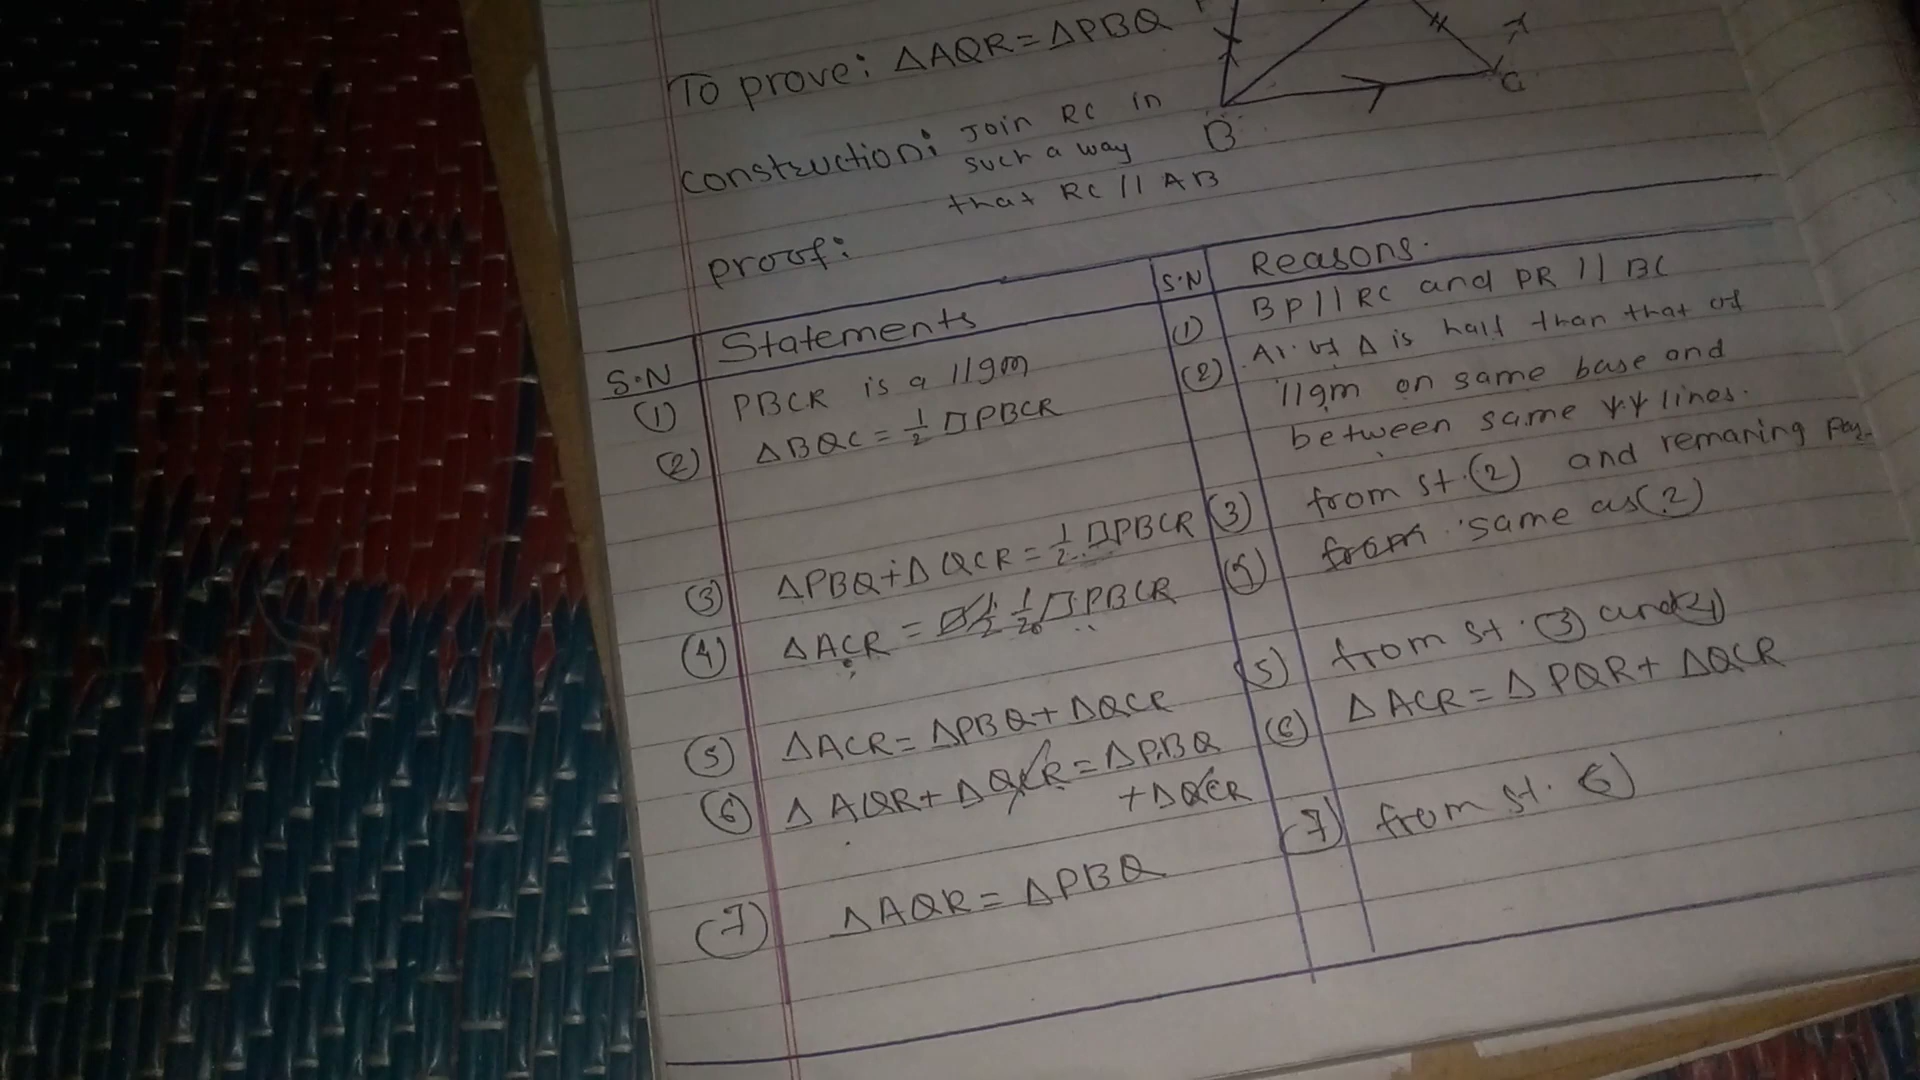 To prove: ΔAQR = ΔPBQ
construction: Join RC in
such a way
that RC // AB
B
C
proof:
S.N Statements S.N Reasons.
(1) PBCR is a //gm (1) BP // RC and PR // BC
(2) ΔBQC = 1/2 ▱PBCR (2) Ar. of Δ is half than that of
//gm on same base and
between same // lines.
(3) ΔPBQ + ΔQCR = 1/2 ▱PBCR (3) from st. (2) and remaring
(4) ΔACR = 1/2 ▱PBCR (4) from same as (2)
(5) ΔACR = ΔPBQ + ΔQCR (5) from st. (3) and (4)
(6) ΔAQR + ΔQCR = ΔPBQ (6) ΔACR = ΔPQR + ΔQCR
+ ΔQCR
(7) ΔAQR = ΔPBQ (7) from st. (6)